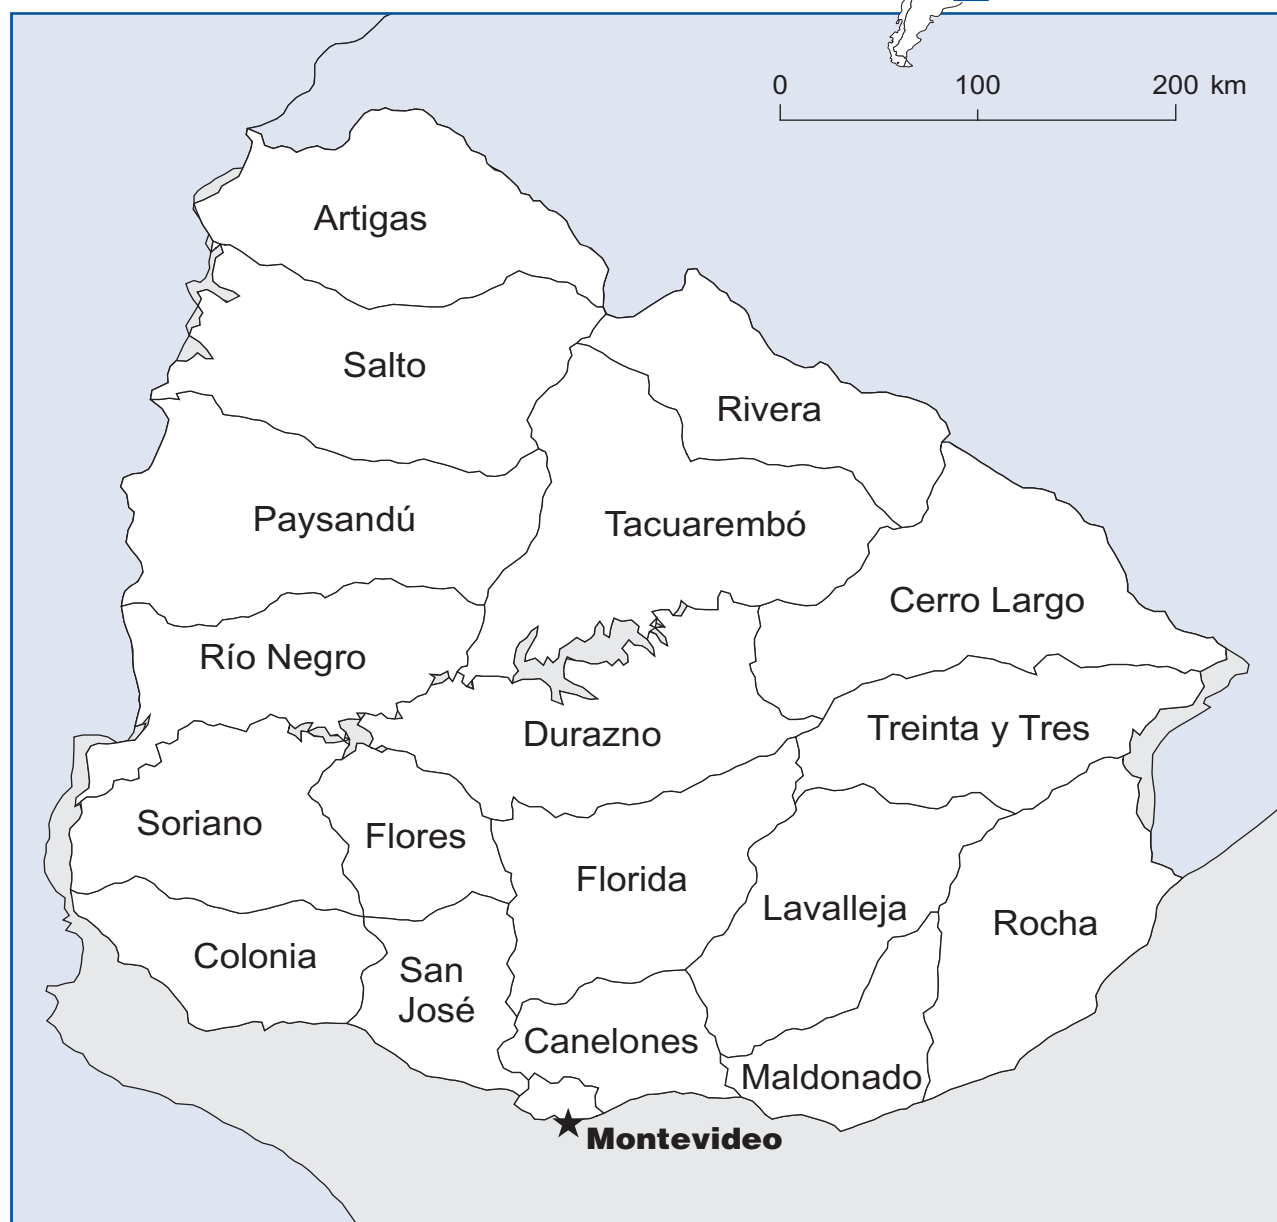 0 100 200 km
Artigas
Salto
Rivera
Paysandú
Tacuarembó
Cerro Largo
Río Negro
Durazno
Treinta y Tres
Soriano
Flores
Florida
Lavalleja
Rocha
Colonia
San
José
Canelones
Maldonado
Montevideo